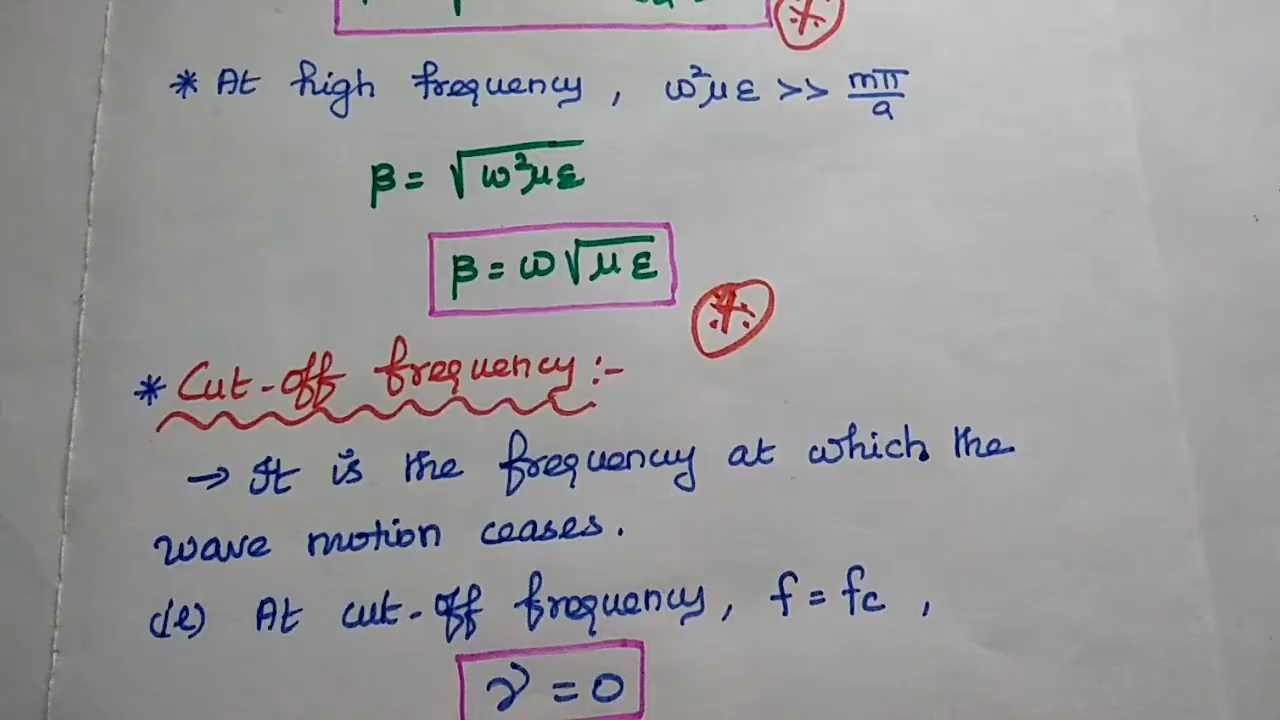 * At high frequency, ω²με >> mπ/a
β = √ω²με
β = ω√με
* Cut-off frequency:-
→ It is the frequency at which the
wave motion ceases.
(ie) At cut-off frequency, f = fc,
γ = 0